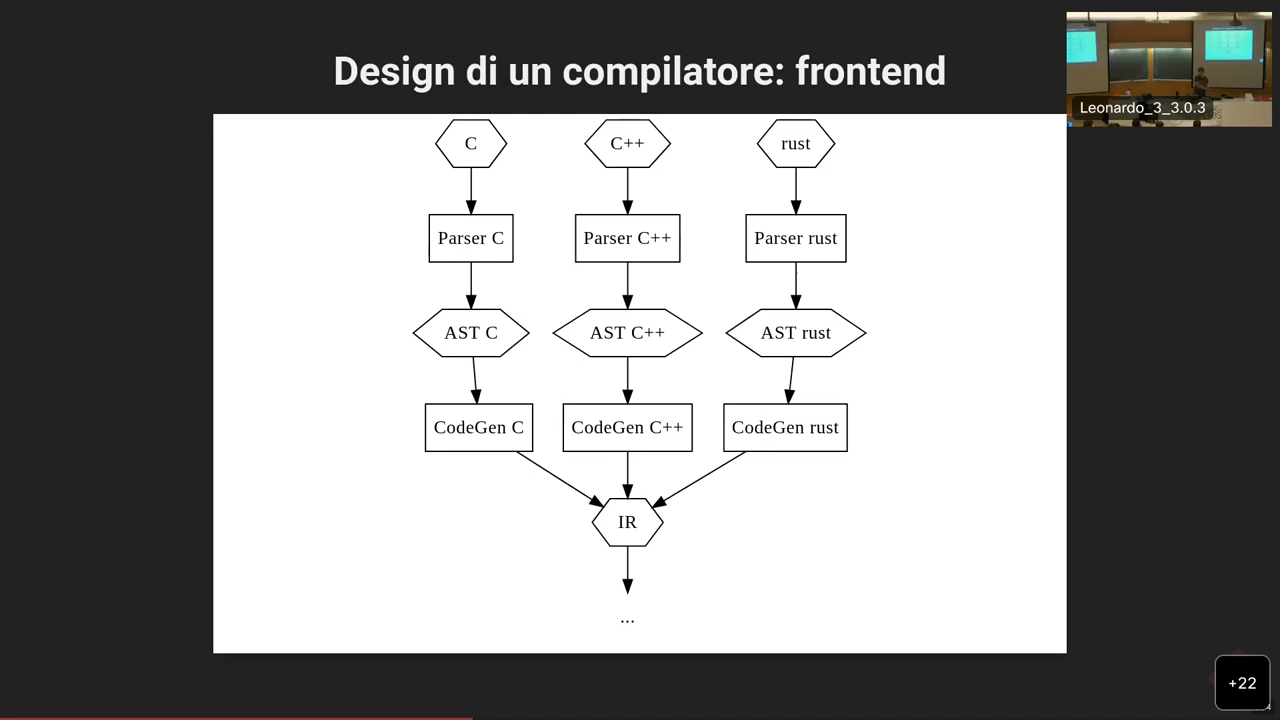 Design di un compilatore: frontend
Leonardo_3_3.0.3
C
C++
rust
Parser C
Parser C++
Parser rust
AST C
AST C++
AST rust
CodeGen C
CodeGen C++
CodeGen rust
IR
...
+22